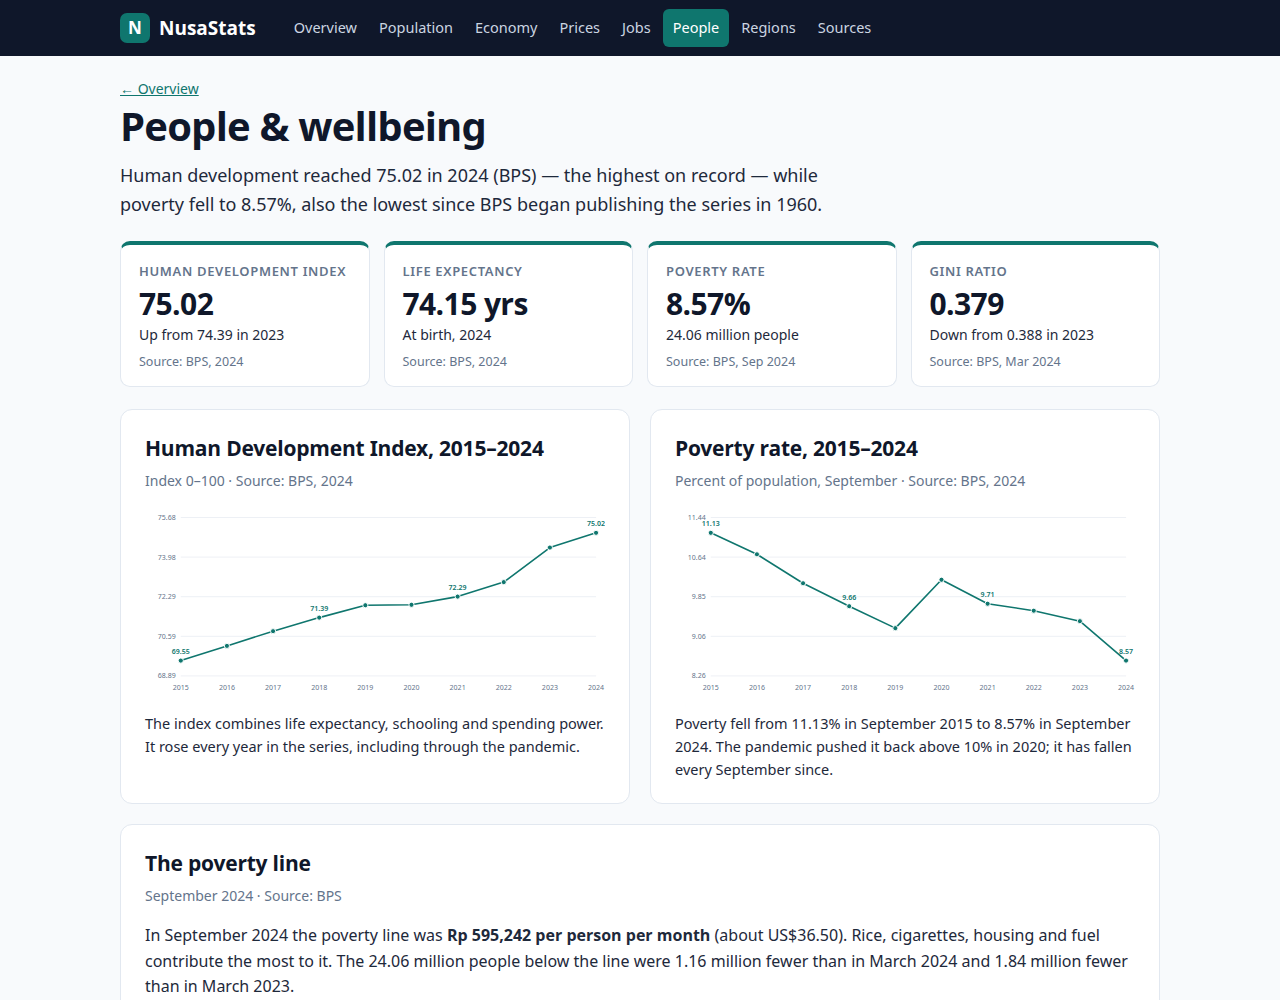 N NusaStats Overview Population Economy Prices Jobs People Regions Sources
← Overview
People & wellbeing
Human development reached 75.02 in 2024 (BPS) — the highest on record — while
poverty fell to 8.57%, also the lowest since BPS began publishing the series in 1960.
HUMAN DEVELOPMENT INDEX
75.02
Up from 74.39 in 2023
Source: BPS, 2024
LIFE EXPECTANCY
74.15 yrs
At birth, 2024
Source: BPS, 2024
POVERTY RATE
8.57%
24.06 million people
Source: BPS, Sep 2024
GINI RATIO
0.379
Down from 0.388 in 2023
Source: BPS, Mar 2024
Human Development Index, 2015–2024
Index 0–100 · Source: BPS, 2024
75.68
73.98
72.29
70.59
68.89
69.55
71.39
72.29
75.02
2015 2016 2017 2018 2019 2020 2021 2022 2023 2024
The index combines life expectancy, schooling and spending power.
It rose every year in the series, including through the pandemic.
Poverty rate, 2015–2024
Percent of population, September · Source: BPS, 2024
11.44
10.64
9.85
9.06
8.26
11.13
9.66
9.71
8.57
2015 2016 2017 2018 2019 2020 2021 2022 2023 2024
Poverty fell from 11.13% in September 2015 to 8.57% in September
2024. The pandemic pushed it back above 10% in 2020; it has fallen
every September since.
The poverty line
September 2024 · Source: BPS
In September 2024 the poverty line was Rp 595,242 per person per month (about US$36.50). Rice, cigarettes, housing and fuel
contribute the most to it. The 24.06 million people below the line were 1.16 million fewer than in March 2024 and 1.84 million fewer
than in March 2023.